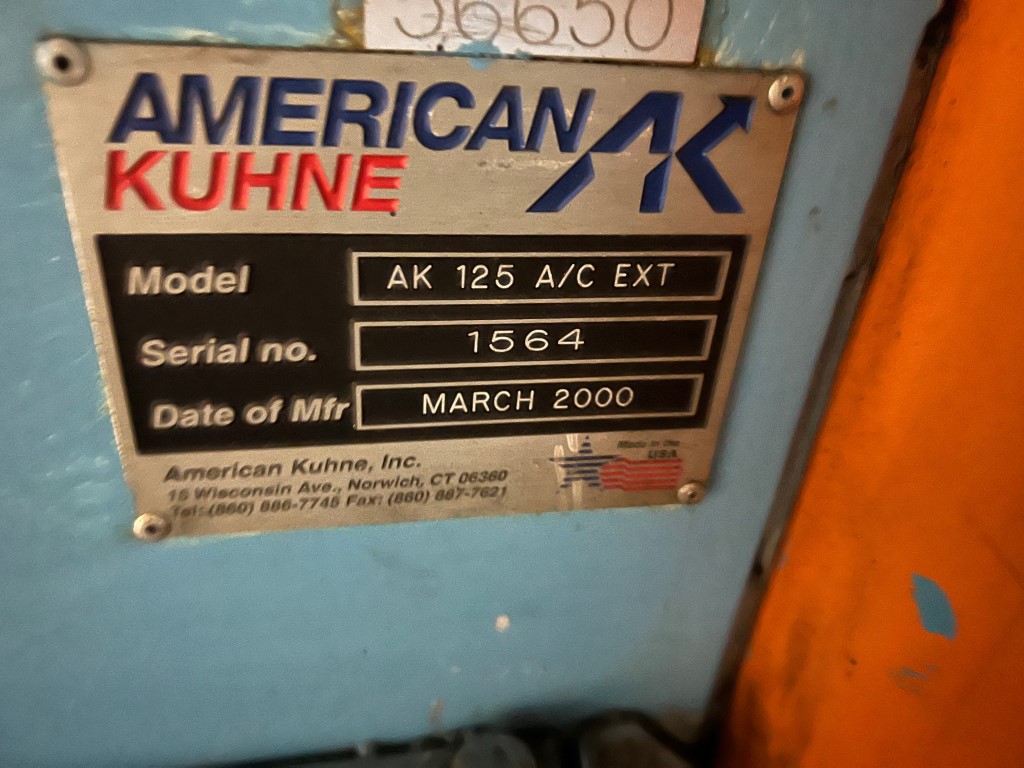 36650
AMERICAN AK
KUHNE
Model AK 125 A/C EXT
Serial no. 1564
Date of Mfr MARCH 2000
Made in the
USA
American Kuhne, Inc.
16 Wisconsin Ave., Norwich, CT 06360
Tel: (860) 886-7745 Fax: (860) 887-7621